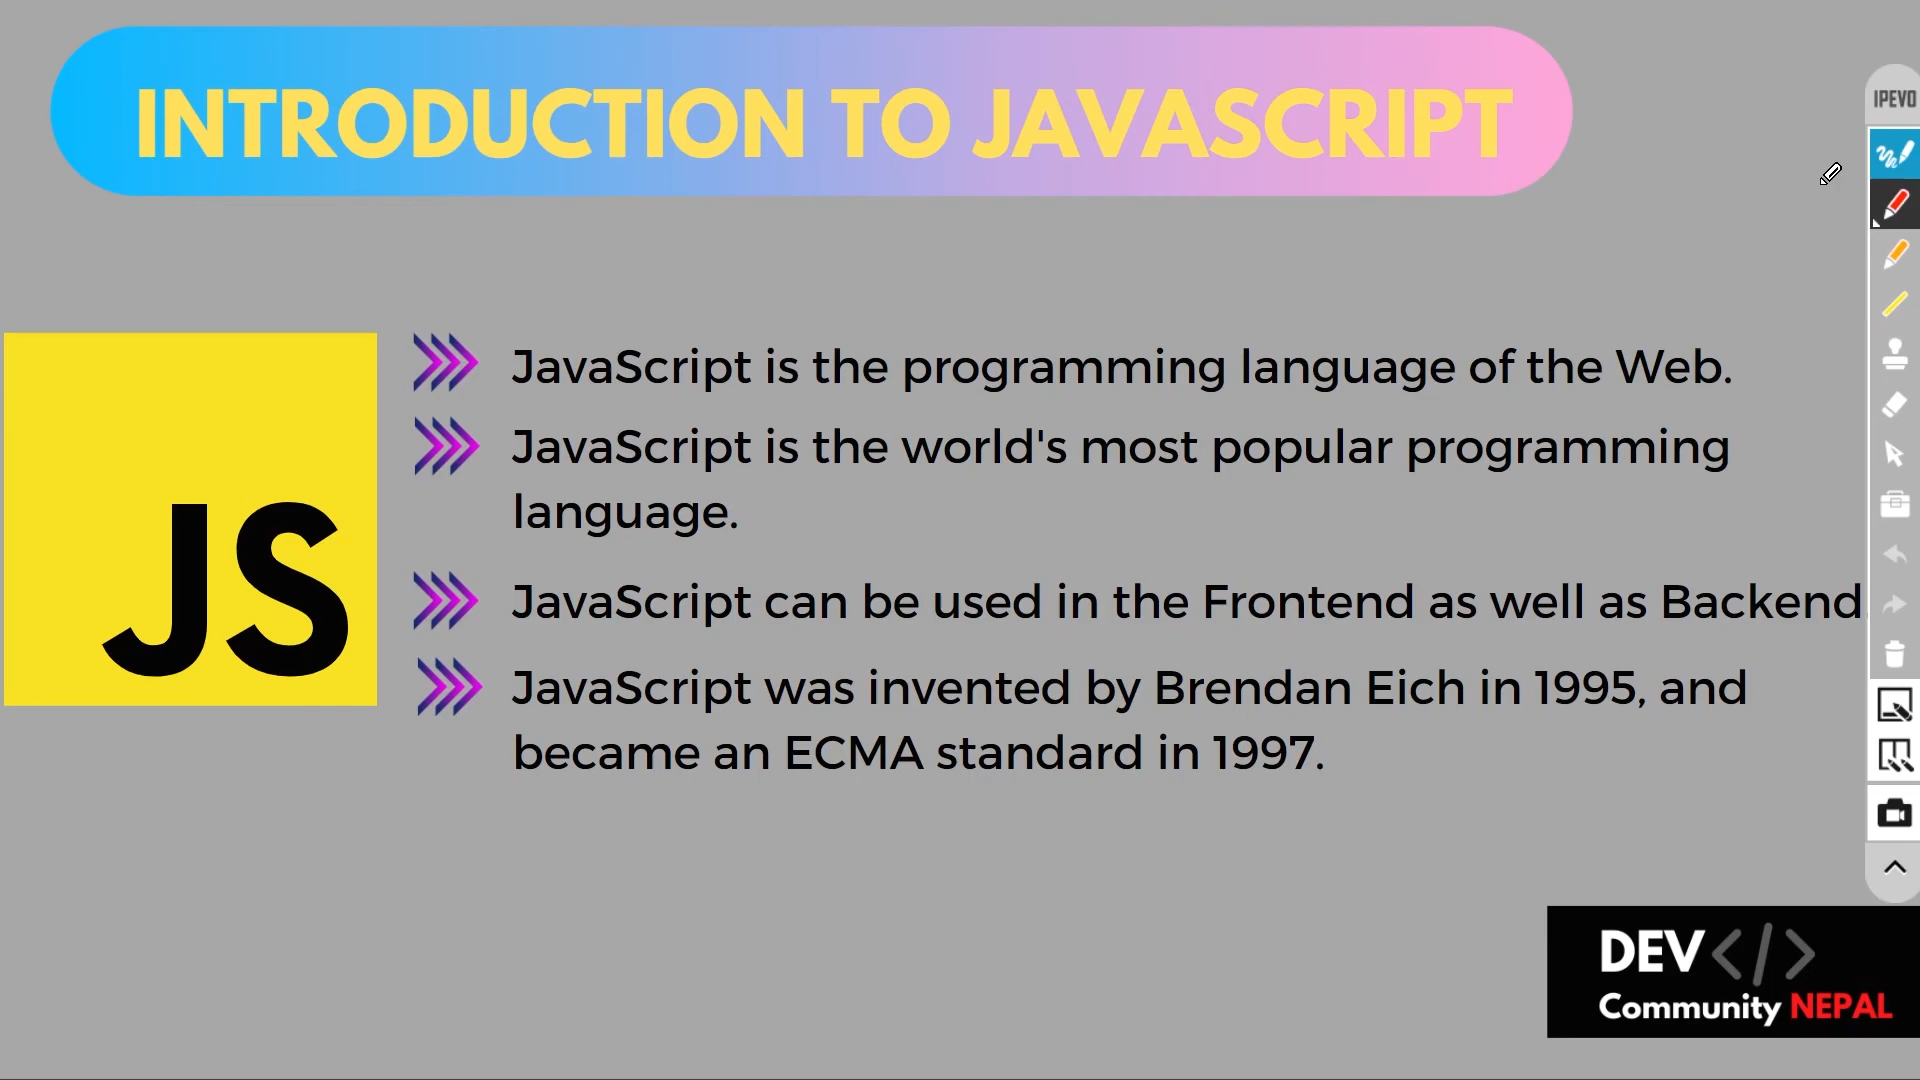 INTRODUCTION TO JAVASCRIPT
IPEVO
JS
JavaScript is the programming language of the Web.
JavaScript is the world's most popular programming
language.
JavaScript can be used in the Frontend as well as Backend.
JavaScript was invented by Brendan Eich in 1995, and
became an ECMA standard in 1997.
DEV</>
Community NEPAL